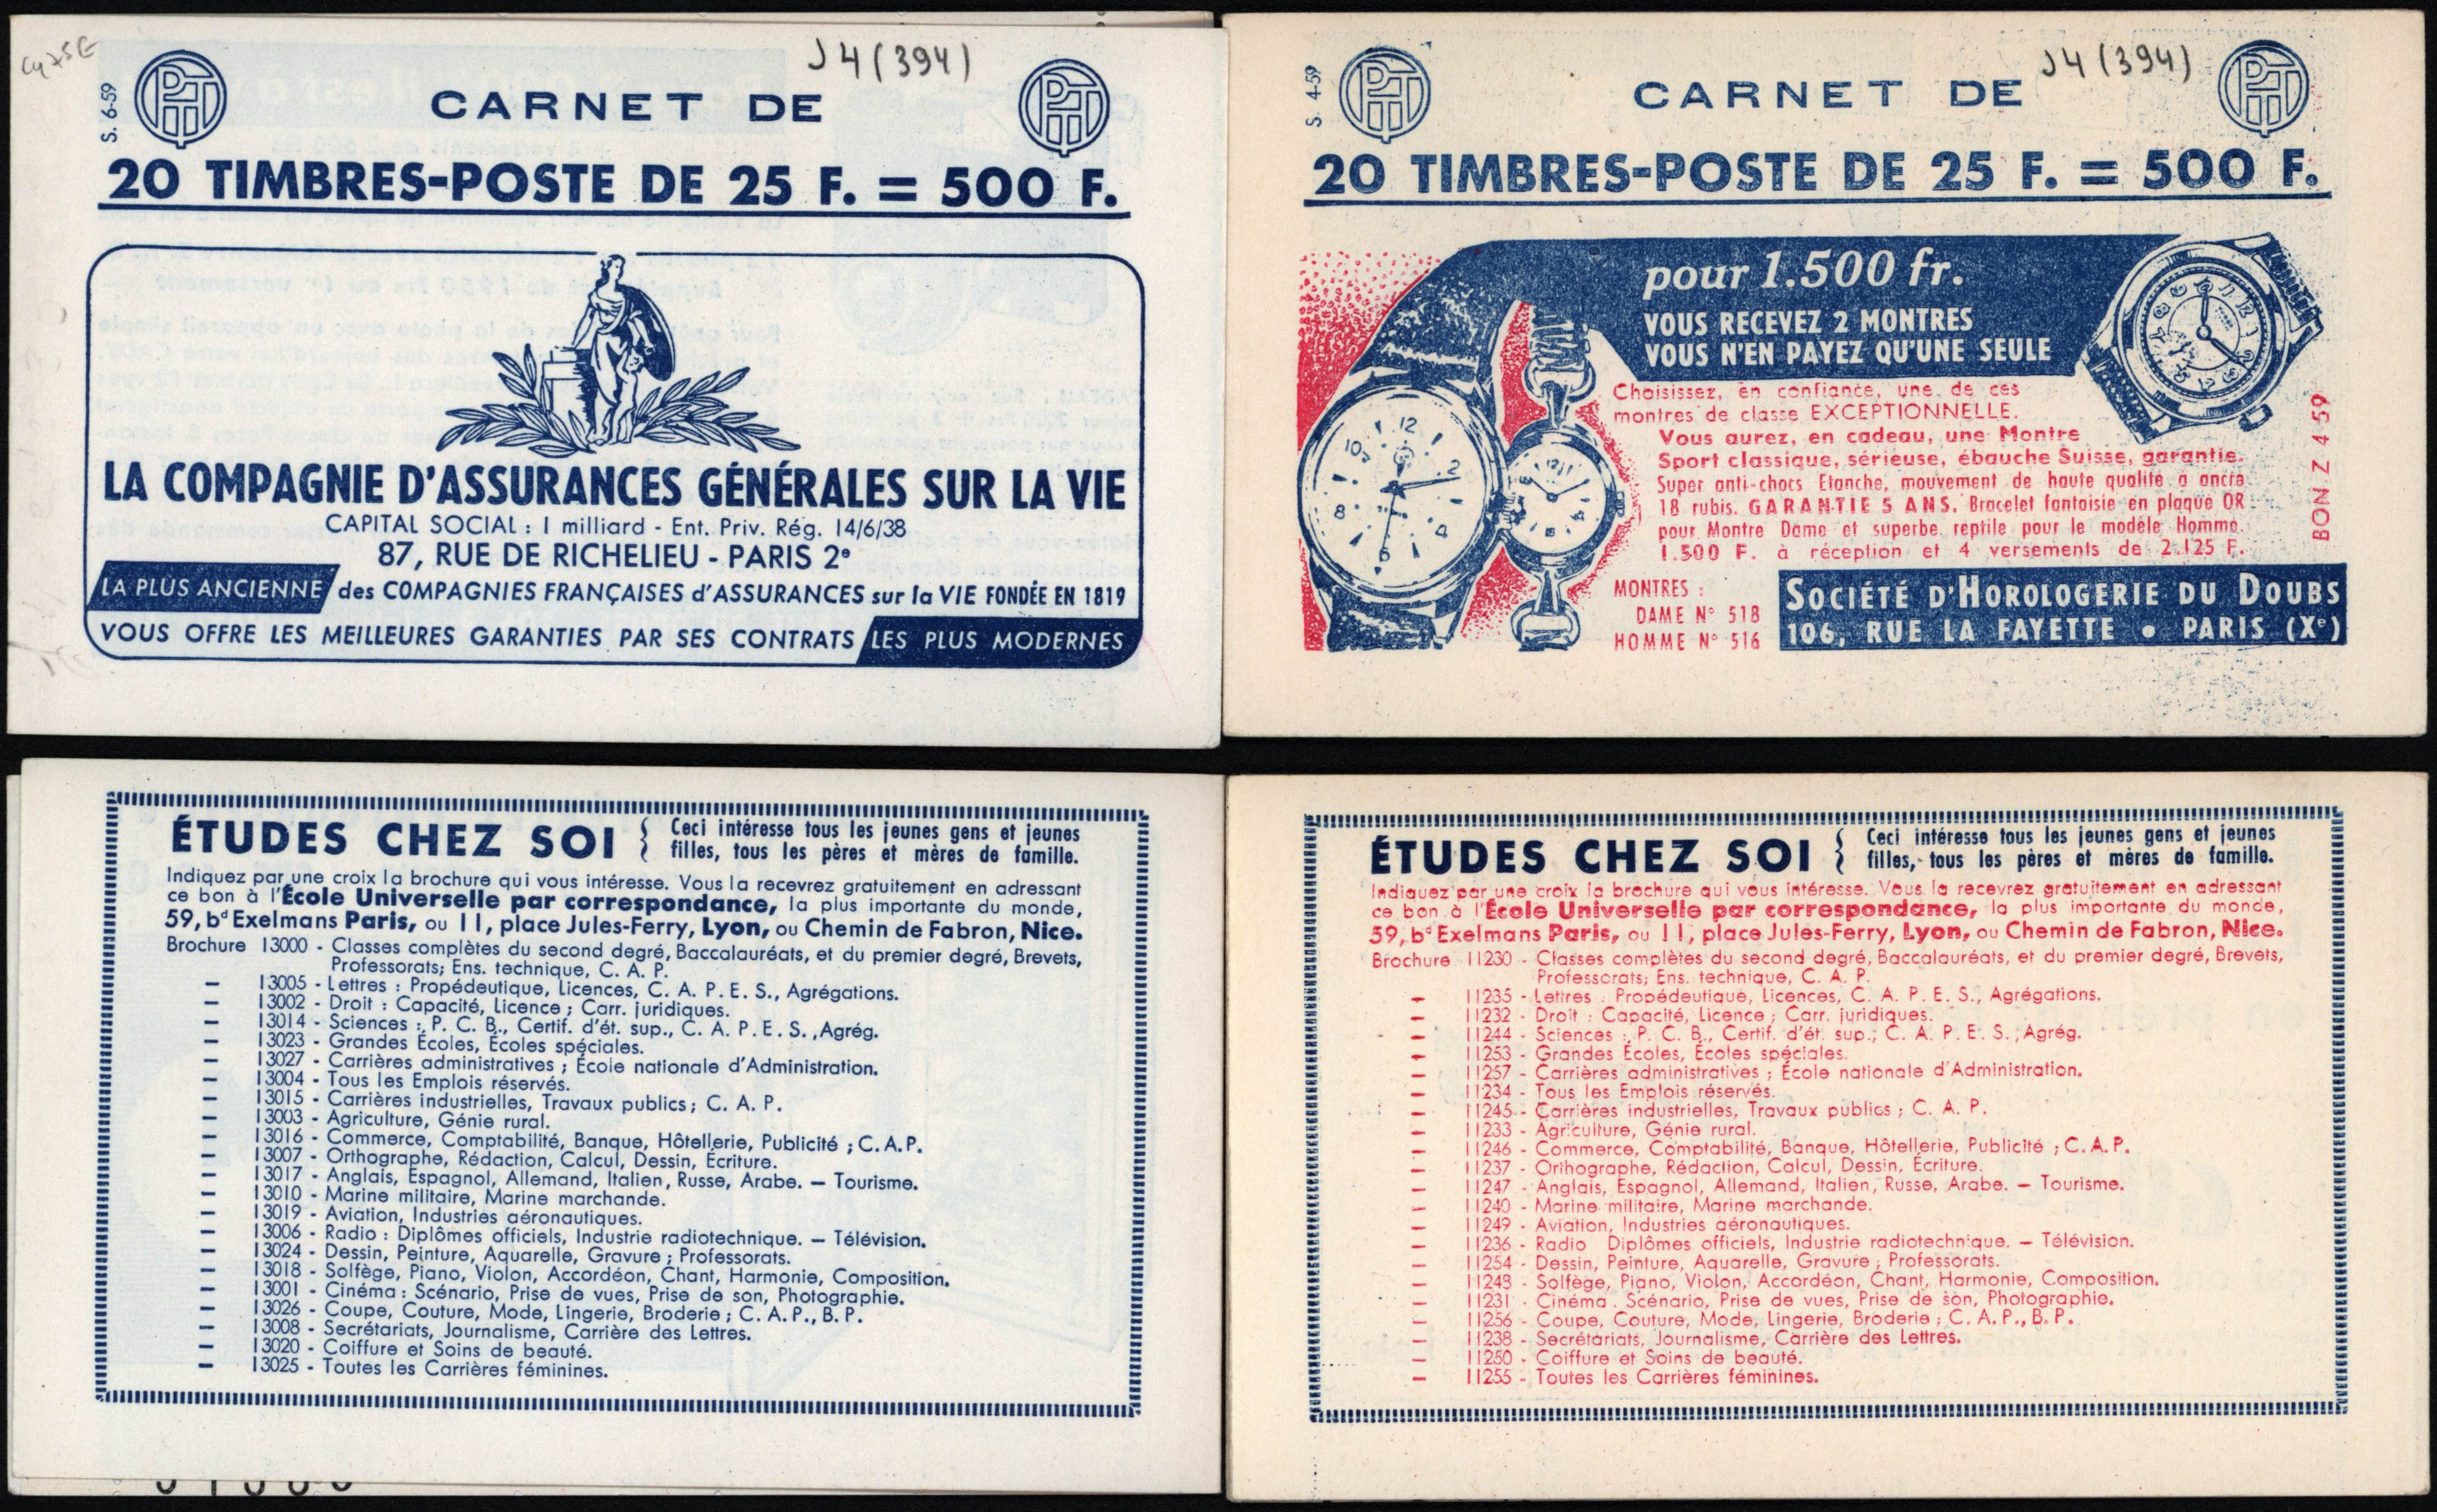 J4(394)
S. 6-59
PTT
CARNET DE
PTT
20 TIMBRES-POSTE DE 25 F. = 500 F.
LA COMPAGNIE D'ASSURANCES GÉNÉRALES SUR LA VIE
CAPITAL SOCIAL : 1 milliard - Ent. Priv. Rég. 14/6/38
87, RUE DE RICHELIEU - PARIS 2e
LA PLUS ANCIENNE des COMPAGNIES FRANÇAISES d'ASSURANCES sur la VIE FONDÉE EN 1819
VOUS OFFRE LES MEILLEURES GARANTIES PAR SES CONTRATS LES PLUS MODERNES
J4(394)
S. 4-59
PTT
CARNET DE
PTT
20 TIMBRES-POSTE DE 25 F. = 500 F.
pour 1.500 fr.
VOUS RECEVEZ 2 MONTRES
VOUS N'EN PAYEZ QU'UNE SEULE
Choisissez, en confiance, une de ces
montres de classe EXCEPTIONNELLE.
Vous aurez, en cadeau, une Montre
Sport classique, sérieuse, ébauche Suisse, garantie.
Super anti-chocs Etanche, mouvement de haute qualité à ancre
18 rubis. GARANTIE 5 ANS. Bracelet fantaisie en plaqué OR
pour Montre Dame et superbe reptile pour le modèle Homme.
1.500 F. à réception et 4 versements de 2.125 F.
BON Z 4-59
MONTRES :
DAME N° 518
HOMME N° 516
SOCIÉTÉ D'HOROLOGERIE DU DOUBS
106, RUE LA FAYETTE • PARIS (Xe)
ÉTUDES CHEZ SOI { Ceci intéresse tous les jeunes gens et jeunes
filles, tous les pères et mères de famille.
Indiquez par une croix la brochure qui vous intéresse. Vous la recevrez gratuitement en adressant
ce bon à l'École Universelle par correspondance, la plus importante du monde,
59, bd Exelmans Paris, ou 11, place Jules-Ferry, Lyon, ou Chemin de Fabron, Nice.
Brochure 13000 - Classes complètes du second degré, Baccalauréats, et du premier degré, Brevets,
Professorats; Ens. technique, C. A. P.
— 13005 - Lettres : Propédeutique, Licences, C. A. P. E. S., Agrégations.
— 13002 - Droit : Capacité, Licence ; Carr. juridiques.
— 13014 - Sciences : P. C. B., Certif. d'ét. sup., C. A. P. E. S., Agrég.
— 13023 - Grandes Écoles, Écoles spéciales.
— 13027 - Carrières administratives ; École nationale d'Administration.
— 13004 - Tous les Emplois réservés.
— 13015 - Carrières industrielles, Travaux publics ; C. A. P.
— 13003 - Agriculture, Génie rural.
— 13016 - Commerce, Comptabilité, Banque, Hôtellerie, Publicité ; C.A.P.
— 13007 - Orthographe, Rédaction, Calcul, Dessin, Écriture.
— 13017 - Anglais, Espagnol, Allemand, Italien, Russe, Arabe. — Tourisme.
— 13010 - Marine militaire, Marine marchande.
— 13019 - Aviation, Industries aéronautiques.
— 13006 - Radio : Diplômes officiels, Industrie radiotechnique. — Télévision.
— 13024 - Dessin, Peinture, Aquarelle, Gravure ; Professorats.
— 13018 - Solfège, Piano, Violon, Accordéon, Chant, Harmonie, Composition.
— 13001 - Cinéma : Scénario, Prise de vues, Prise de son, Photographie.
— 13026 - Coupe, Couture, Mode, Lingerie, Broderie ; C. A. P., B. P.
— 13008 - Secrétariats, Journalisme, Carrière des Lettres.
— 13020 - Coiffure et Soins de beauté.
— 13025 - Toutes les Carrières féminines.
ÉTUDES CHEZ SOI { Ceci intéresse tous les jeunes gens et jeunes
filles, tous les pères et mères de famille.
Indiquez par une croix la brochure qui vous intéresse. Vous la recevrez gratuitement en adressant
ce bon à l'École Universelle par correspondance, la plus importante du monde,
59, bd Exelmans Paris, ou 11, place Jules-Ferry, Lyon, ou Chemin de Fabron, Nice.
Brochure 11230 - Classes complètes du second degré, Baccalauréats, et du premier degré, Brevets,
Professorats; Ens. technique, C. A. P.
— 11235 - Lettres : Propédeutique, Licences, C. A. P. E. S., Agrégations.
— 11232 - Droit : Capacité, Licence ; Carr. juridiques.
— 11244 - Sciences : P. C. B., Certif. d'ét. sup., C. A. P. E. S., Agrég.
— 11253 - Grandes Écoles, Écoles spéciales.
— 11257 - Carrières administratives ; École nationale d'Administration.
— 11234 - Tous les Emplois réservés.
— 11245 - Carrières industrielles, Travaux publics ; C. A. P.
— 11233 - Agriculture, Génie rural.
— 11246 - Commerce, Comptabilité, Banque, Hôtellerie, Publicité ; C.A.P.
— 11237 - Orthographe, Rédaction, Calcul, Dessin, Écriture.
— 11247 - Anglais, Espagnol, Allemand, Italien, Russe, Arabe. — Tourisme.
— 11240 - Marine militaire, Marine marchande.
— 11249 - Aviation, Industries aéronautiques.
— 11236 - Radio Diplômes officiels, Industrie radiotechnique. — Télévision.
— 11254 - Dessin, Peinture, Aquarelle, Gravure ; Professorats.
— 11248 - Solfège, Piano, Violon, Accordéon, Chant, Harmonie, Composition.
— 11231 - Cinéma : Scénario, Prise de vues, Prise de son, Photographie.
— 11256 - Coupe, Couture, Mode, Lingerie, Broderie ; C. A. P., B. P.
— 11238 - Secrétariats, Journalisme, Carrière des Lettres.
— 11250 - Coiffure et Soins de beauté.
— 11255 - Toutes les Carrières féminines.